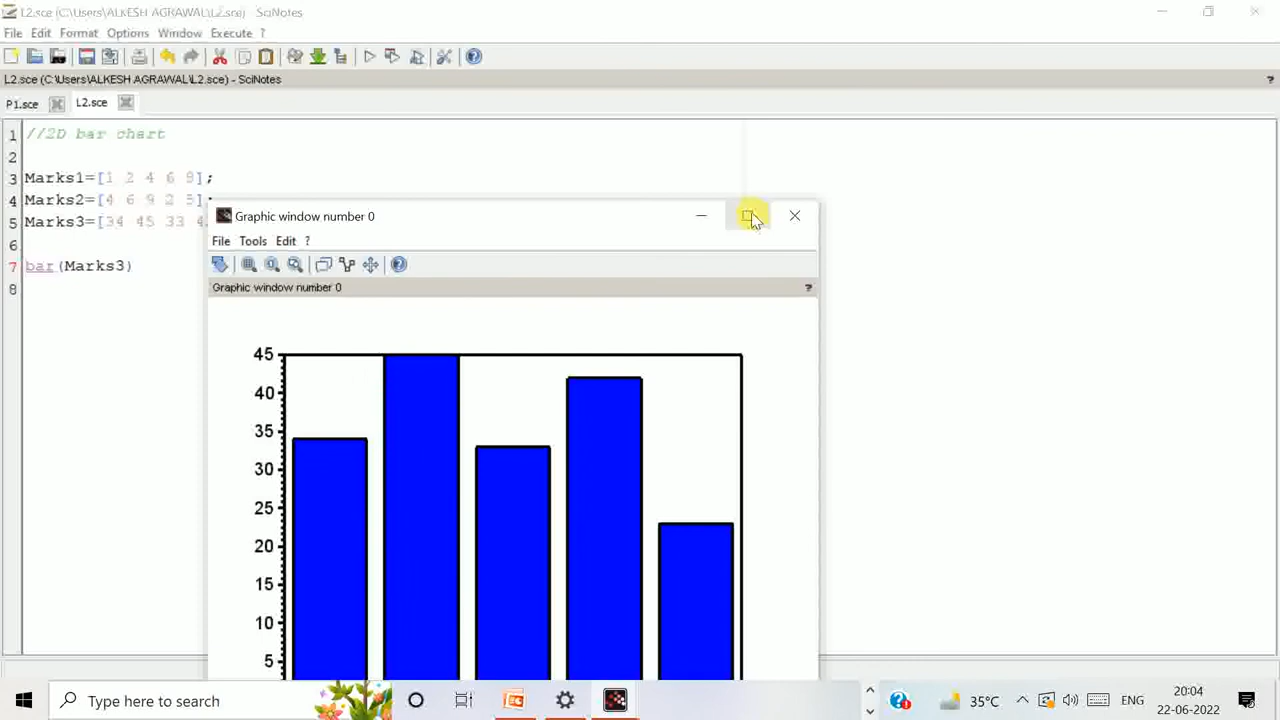 L2.sce (C:\Users\ALKESH AGRAWAL\L2.sce) - SciNotes
File Edit Format Options Window Execute ?
L2.sce (C:\Users\ALKESH AGRAWAL\L2.sce) - SciNotes
?
P1.sce
L2.sce
1 //2D bar chart
2
3 Marks1=[1 2 4 6 8];
4 Marks2=[4 6 9 2 5]
5 Marks3=[34 45 33
6
7 bar(Marks3)
8
Graphic window number 0
File Tools Edit ?
Graphic window number 0
?
45
40
35
30
25
20
15
10
5
Type here to search
35°C
ENG
20:04
22-06-2022